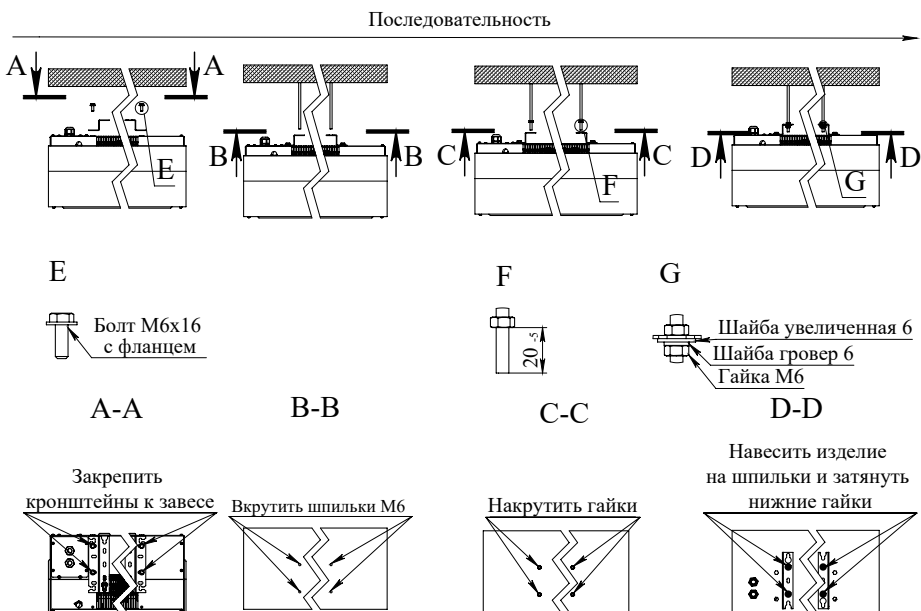 Последовательность
A A
B B
C C
D D
E
F
G
E
F
G
Болт М6х16
с фланцем
20 -5
Шайба увеличенная 6
Шайба гровер 6
Гайка М6
A-A
B-B
C-C
D-D
Закрепить
кронштейны к завесе
Вкрутить шпильки М6
Накрутить гайки
Навесить изделие
на шпильки и затянуть
нижние гайки